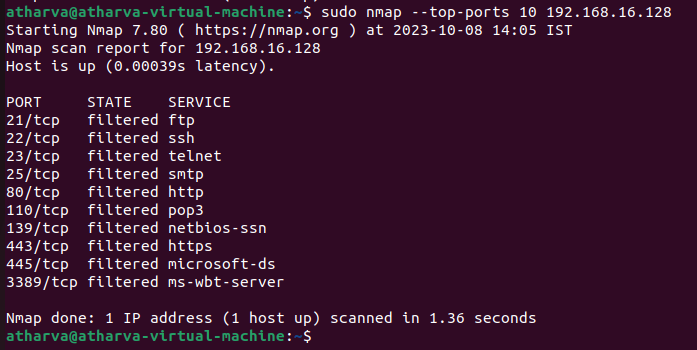 atharva@atharva-virtual-machine:~$ sudo nmap --top-ports 10 192.168.16.128
Starting Nmap 7.80 ( https://nmap.org ) at 2023-10-08 14:05 IST
Nmap scan report for 192.168.16.128
Host is up (0.00039s latency).

PORT     STATE    SERVICE
21/tcp   filtered ftp
22/tcp   filtered ssh
23/tcp   filtered telnet
25/tcp   filtered smtp
80/tcp   filtered http
110/tcp  filtered pop3
139/tcp  filtered netbios-ssn
443/tcp  filtered https
445/tcp  filtered microsoft-ds
3389/tcp filtered ms-wbt-server

Nmap done: 1 IP address (1 host up) scanned in 1.36 seconds
atharva@atharva-virtual-machine:~$